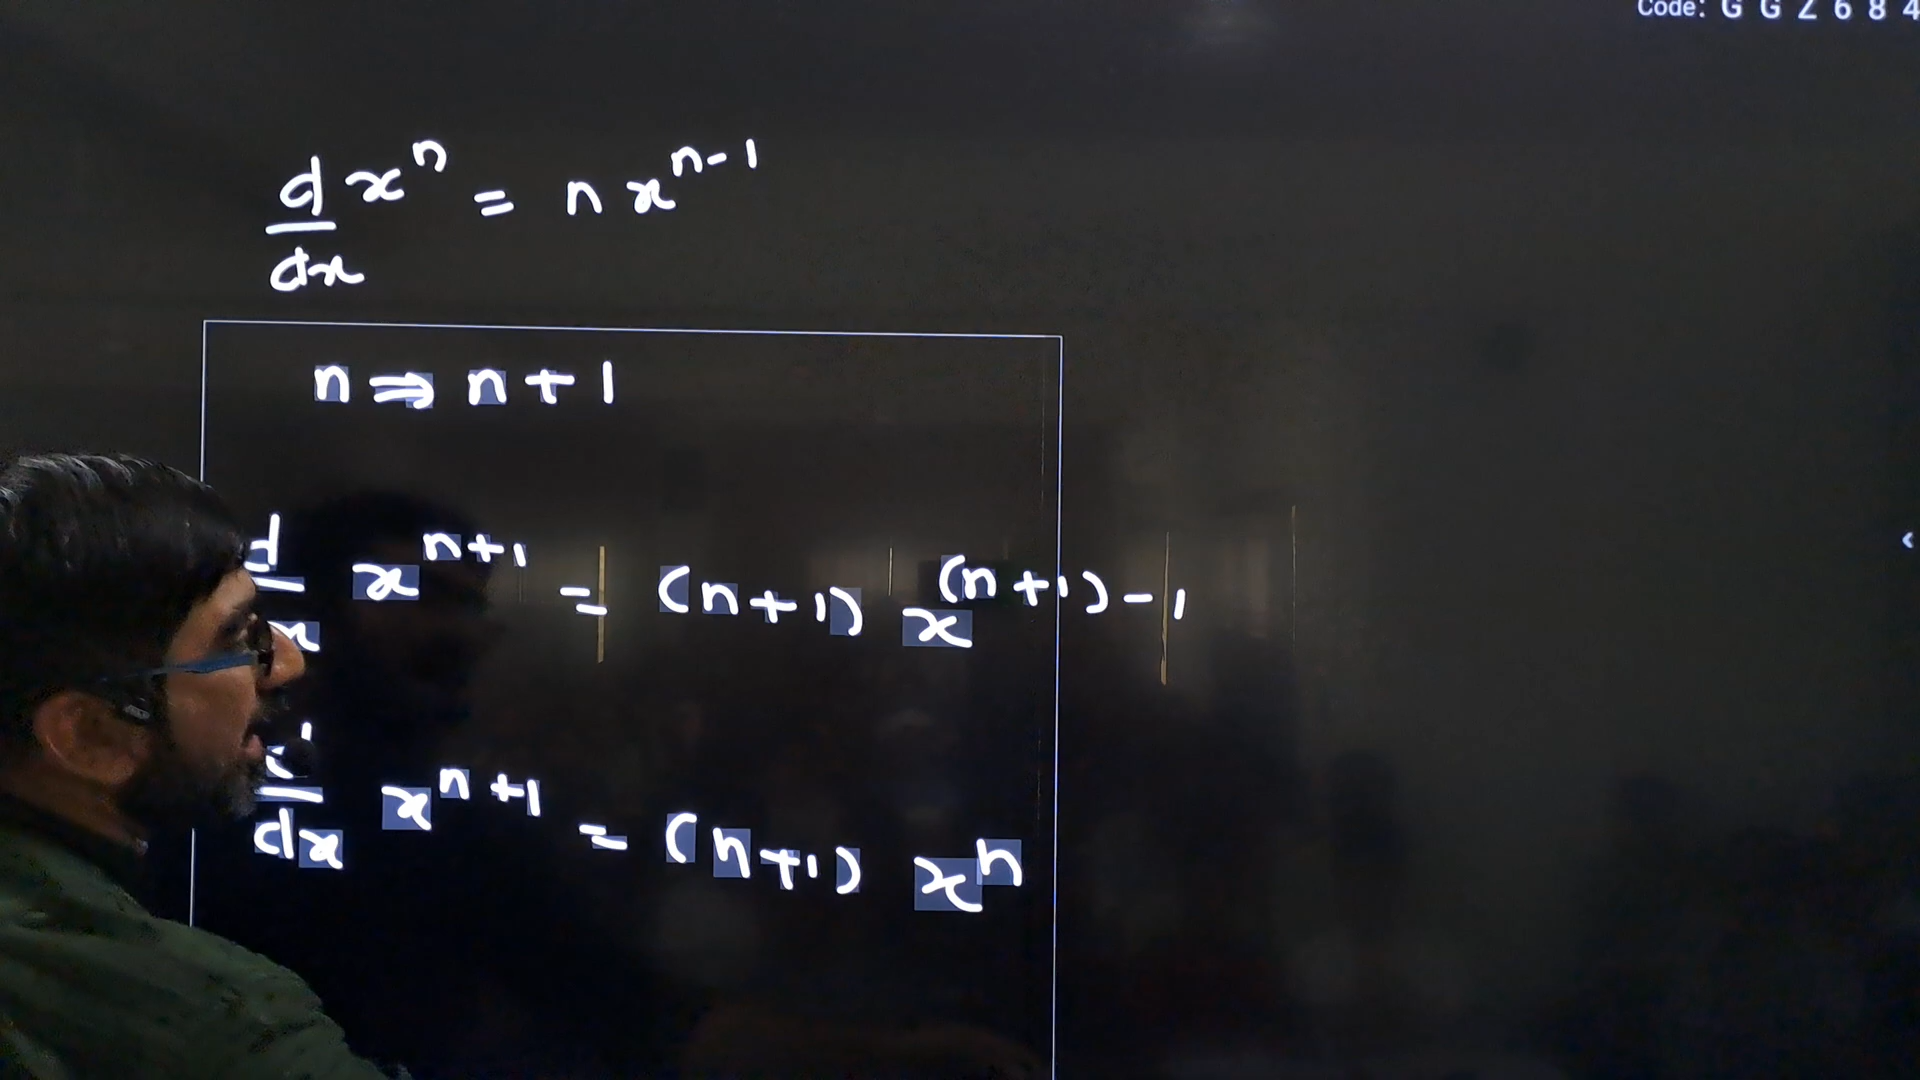 Code: G G Z 6 8 4
d/dx x^n = n x^(n-1)
n ⇒ n + 1
d/x x^(n+1) = (n+1) x^((n+1)-1)
d/dx x^(n+1) = (n+1) x^n